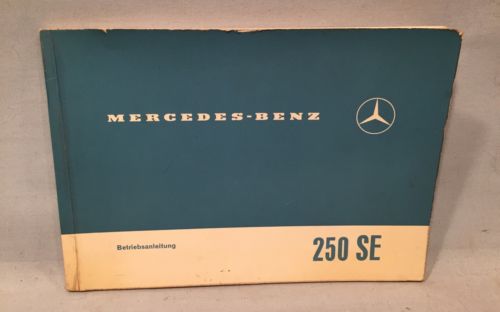 MERCEDES-BENZ
Betriebsanleitung
250 SE